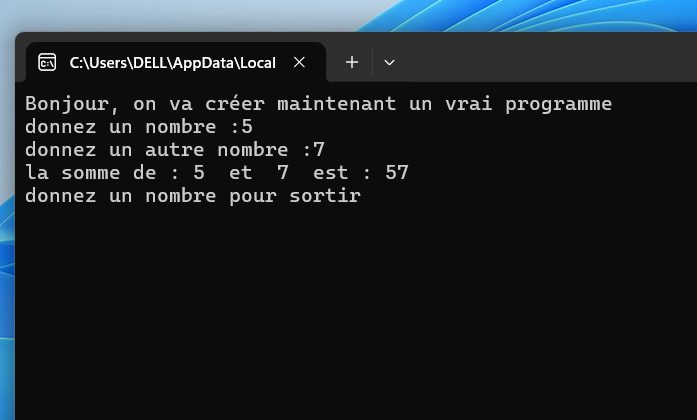 C:\Users\DELL\AppData\Local
Bonjour, on va créer maintenant un vrai programme
donnez un nombre :5
donnez un autre nombre :7
la somme de : 5  et  7  est : 57
donnez un nombre pour sortir